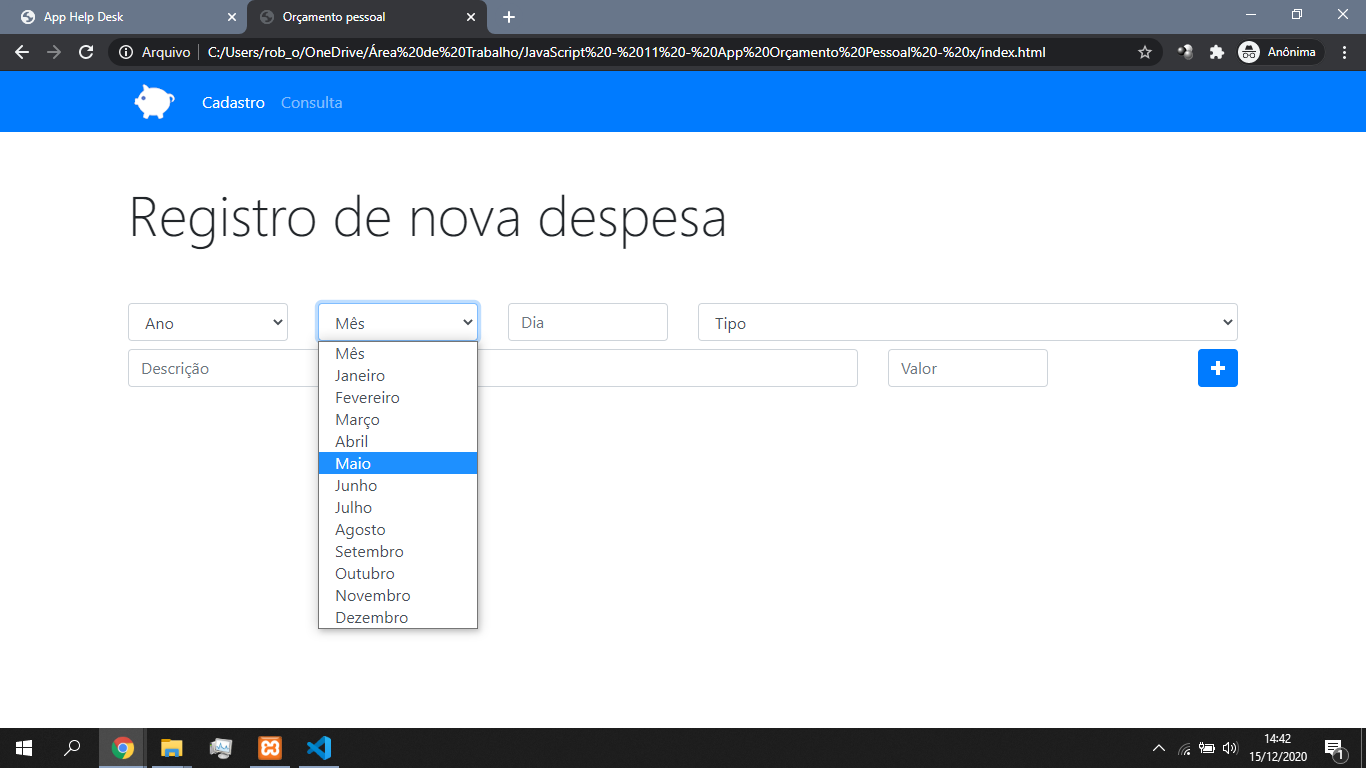 App Help Desk
Orçamento pessoal
Arquivo
C:/Users/rob_o/OneDrive/Área%20de%20Trabalho/JavaScript%20-%2011%20-%20App%20Orçamento%20Pessoal%20-%20x/index.html
Anônima
Cadastro
Consulta
Registro de nova despesa
Ano
Mês
Dia
Tipo
Descrição
Valor
Mês
Janeiro
Fevereiro
Março
Abril
Maio
Junho
Julho
Agosto
Setembro
Outubro
Novembro
Dezembro
14:42
15/12/2020
1